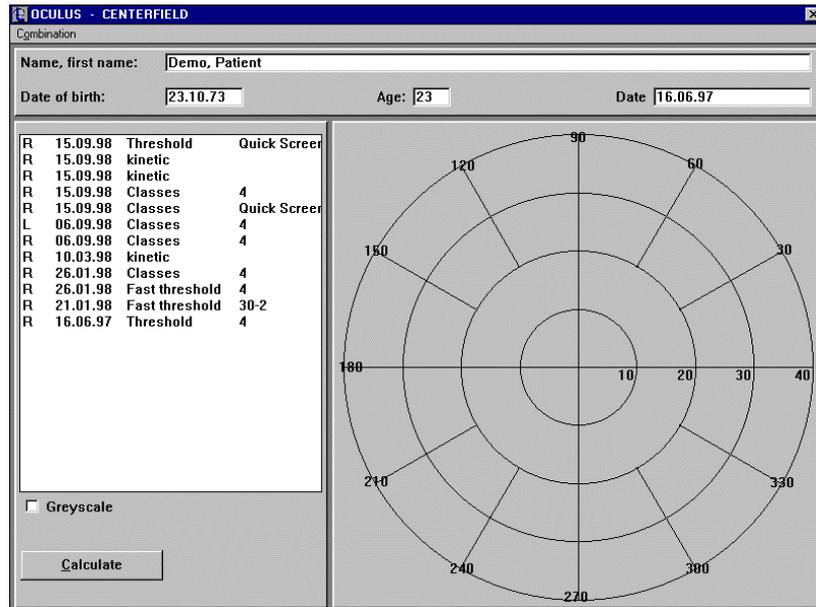 OCULUS - CENTERFIELD
Combination
Name, first name: Demo, Patient
Date of birth: 23.10.73 Age: 23 Date 16.06.97
R 15.09.98 Threshold Quick Screen
R 15.09.98 kinetic
R 15.09.98 kinetic
R 15.09.98 Classes 4
R 15.09.98 Classes Quick Screen
L 06.09.98 Classes 4
R 06.09.98 Classes 4
R 10.03.98 kinetic
R 26.01.98 Classes 4
R 26.01.98 Fast threshold 4
R 21.01.98 Fast threshold 30-2
R 16.06.97 Threshold 4
Greyscale
Calculate
90
120 60
150 30
180 10 20 30 40
210 330
240 300
270